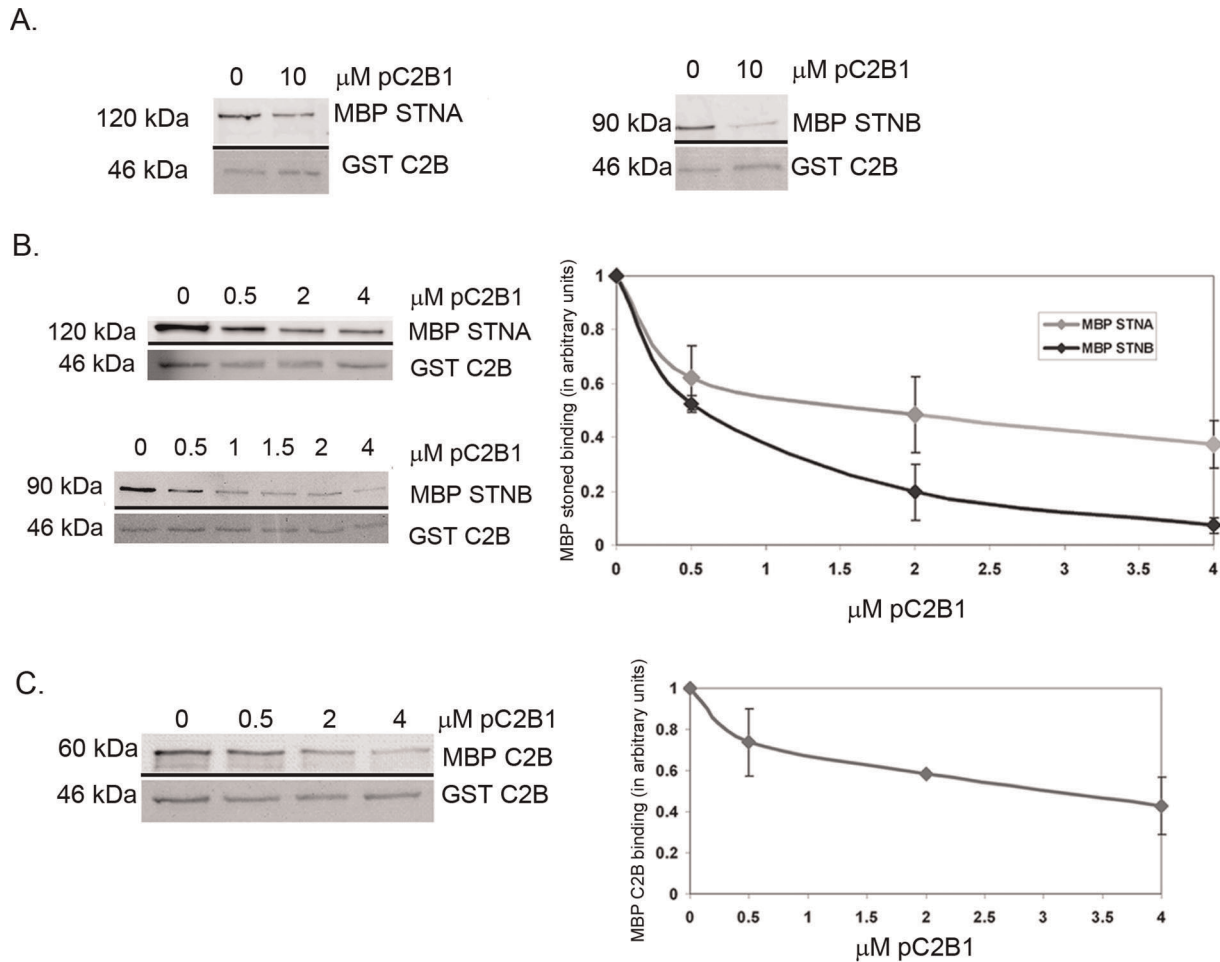 A.
0 10 μM pC2B1
120 kDa MBP STNA
46 kDa GST C2B
0 10 μM pC2B1
90 kDa MBP STNB
46 kDa GST C2B
B.
0 0.5 2 4 μM pC2B1
120 kDa MBP STNA
46 kDa GST C2B
0 0.5 1 1.5 2 4 μM pC2B1
90 kDa MBP STNB
46 kDa GST C2B
MBP stoned binding (in arbitrary units)
1
0.8
0.6
0.4
0.2
0
MBP STNA
MBP STNB
0 0.5 1 1.5 2 2.5 3 3.5 4
μM pC2B1
C.
0 0.5 2 4 μM pC2B1
60 kDa MBP C2B
46 kDa GST C2B
MBP C2B binding (in arbitrary units)
1
0.8
0.6
0.4
0.2
0
0 0.5 1 1.5 2 2.5 3 3.5 4
μM pC2B1